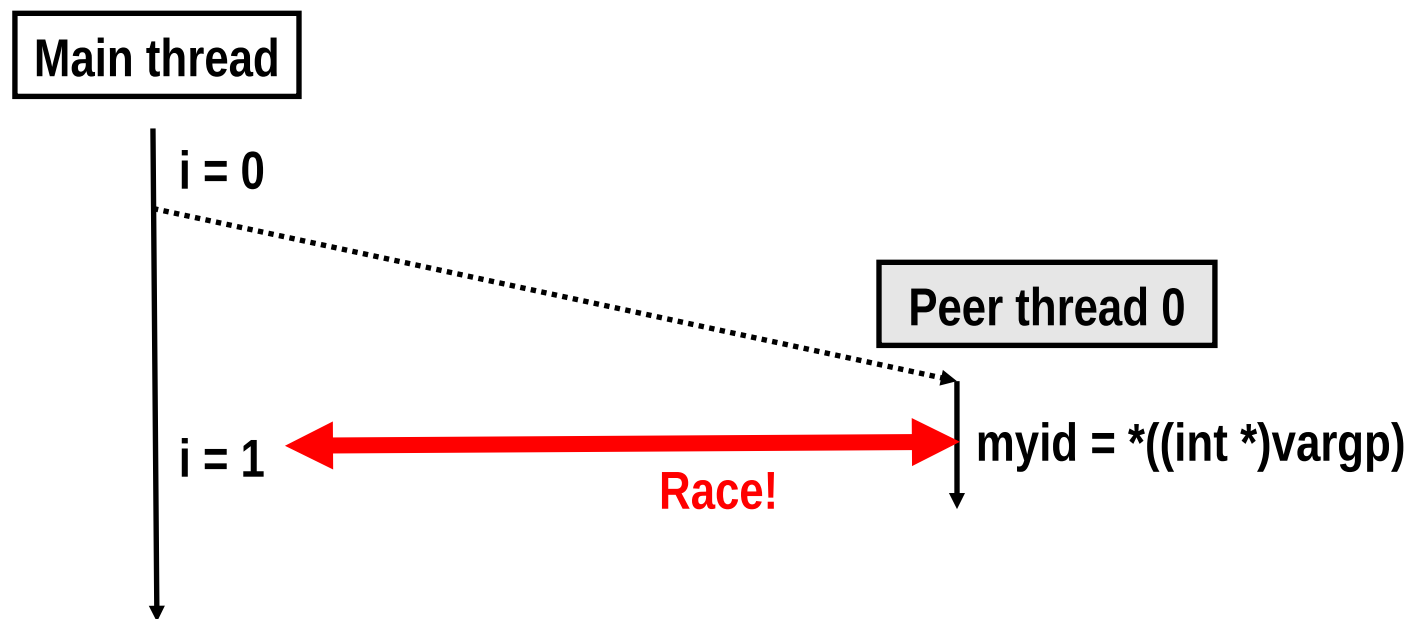 Main thread
i = 0
Peer thread 0
i = 1
myid = *((int *)vargp)
Race!